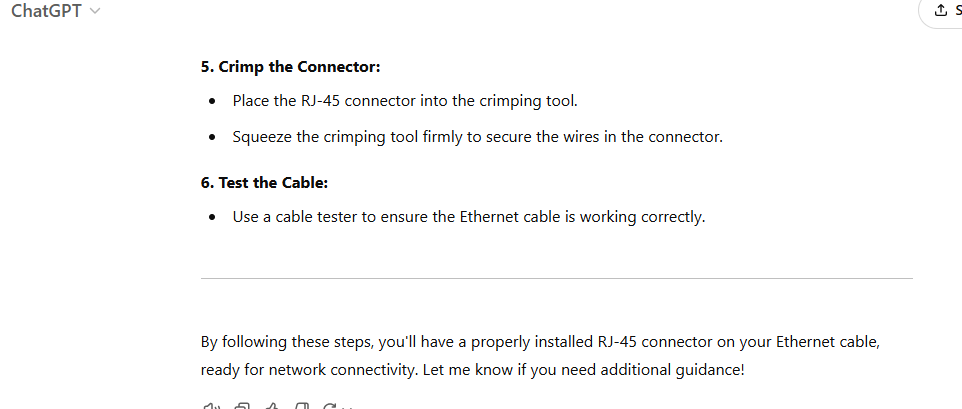 ChatGPT
5. Crimp the Connector:
• Place the RJ-45 connector into the crimping tool.
• Squeeze the crimping tool firmly to secure the wires in the connector.
6. Test the Cable:
• Use a cable tester to ensure the Ethernet cable is working correctly.
By following these steps, you'll have a properly installed RJ-45 connector on your Ethernet cable,
ready for network connectivity. Let me know if you need additional guidance!